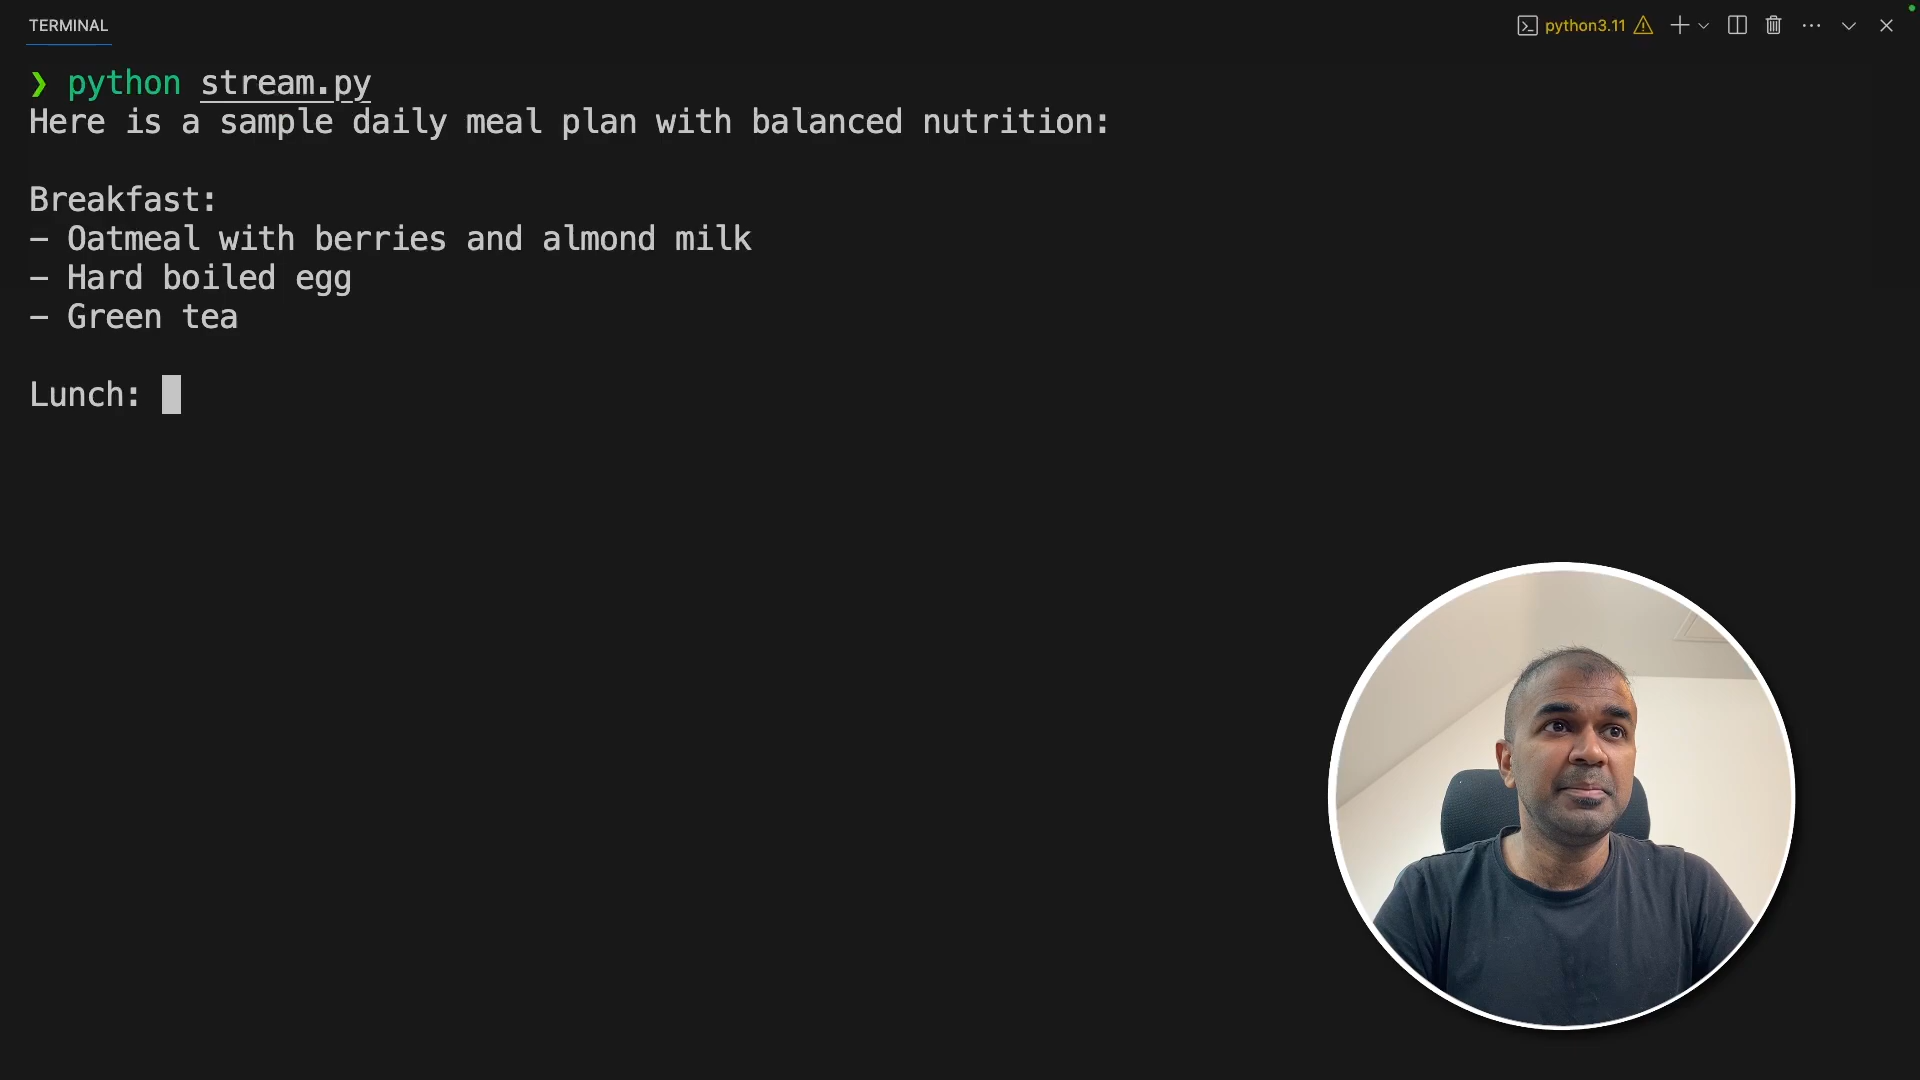 TERMINAL
python3.11
❯ python stream.py
Here is a sample daily meal plan with balanced nutrition:
Breakfast:
- Oatmeal with berries and almond milk
- Hard boiled egg
- Green tea
Lunch: